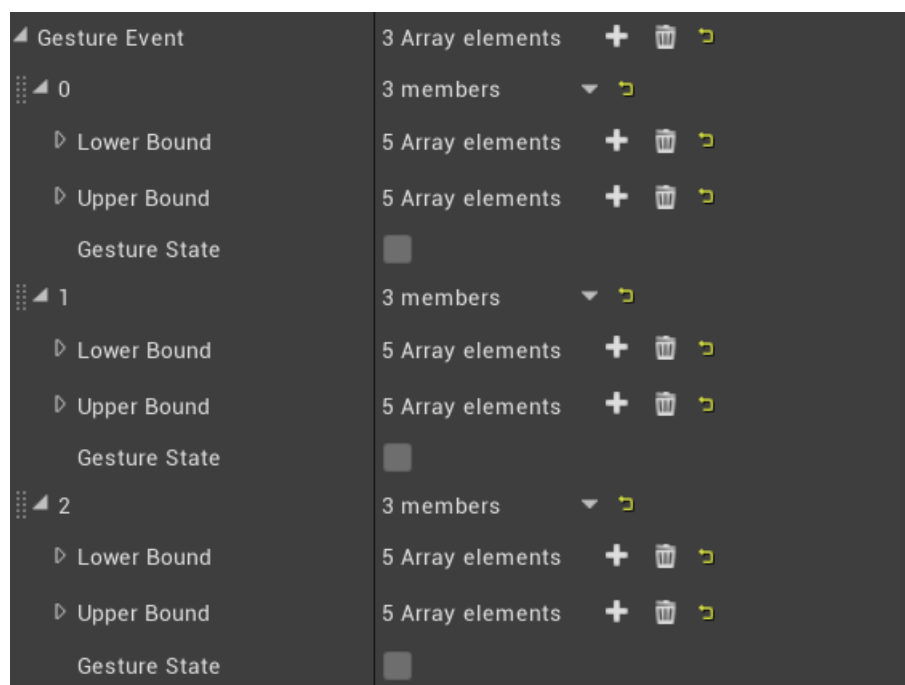 Gesture Event 3 Array elements
0 3 members
Lower Bound 5 Array elements
Upper Bound 5 Array elements
Gesture State
1 3 members
Lower Bound 5 Array elements
Upper Bound 5 Array elements
Gesture State
2 3 members
Lower Bound 5 Array elements
Upper Bound 5 Array elements
Gesture State